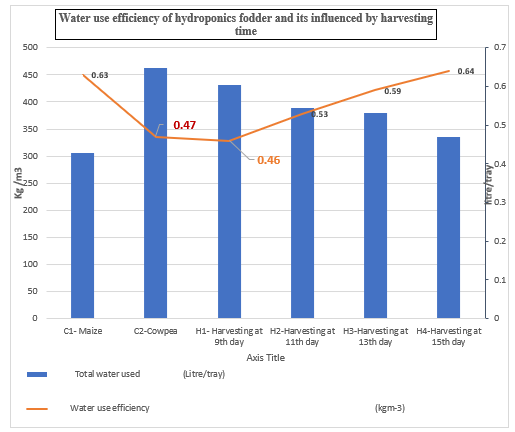 Water use efficiency of hydroponics fodder and its influenced by harvesting
time
500
450
400
350
300
250
200
150
100
50
0
Kg /m3
0.7
0.6
0.5
0.4
0.3
0.2
0.1
0
ltre/tray
0.63
0.47
0.46
0.53
0.59
0.64
C1- Maize
C2-Cowpea
H1- Harvesting at
9th day
H2-Harvesting at
11th day
H3-Harvesting at
13th day
H4-Harvesting at
15th day
Axis Title
Total water used (Litre/tray)
Water use efficiency (kgm-3)